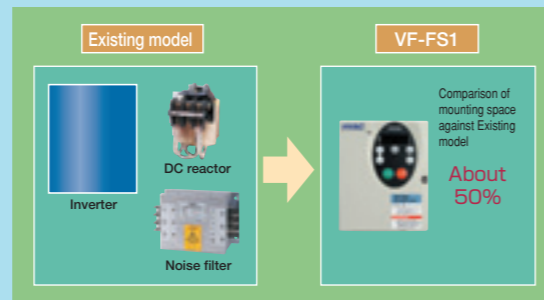 Existing model
VF-FS1
Inverter
DC reactor
Noise filter
Comparison of
mounting space
against Existing
model
About
50%